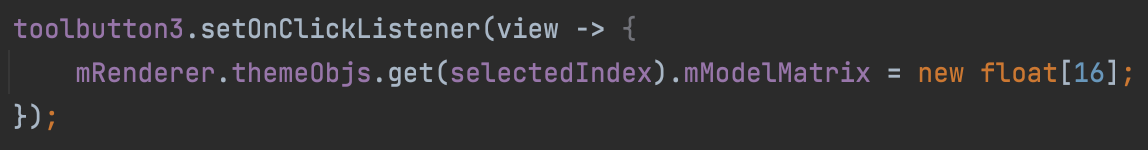 toolbutton3.setOnClickListener(view -> {
    mRenderer.themeObjs.get(selectedIndex).mModelMatrix = new float[16];
});